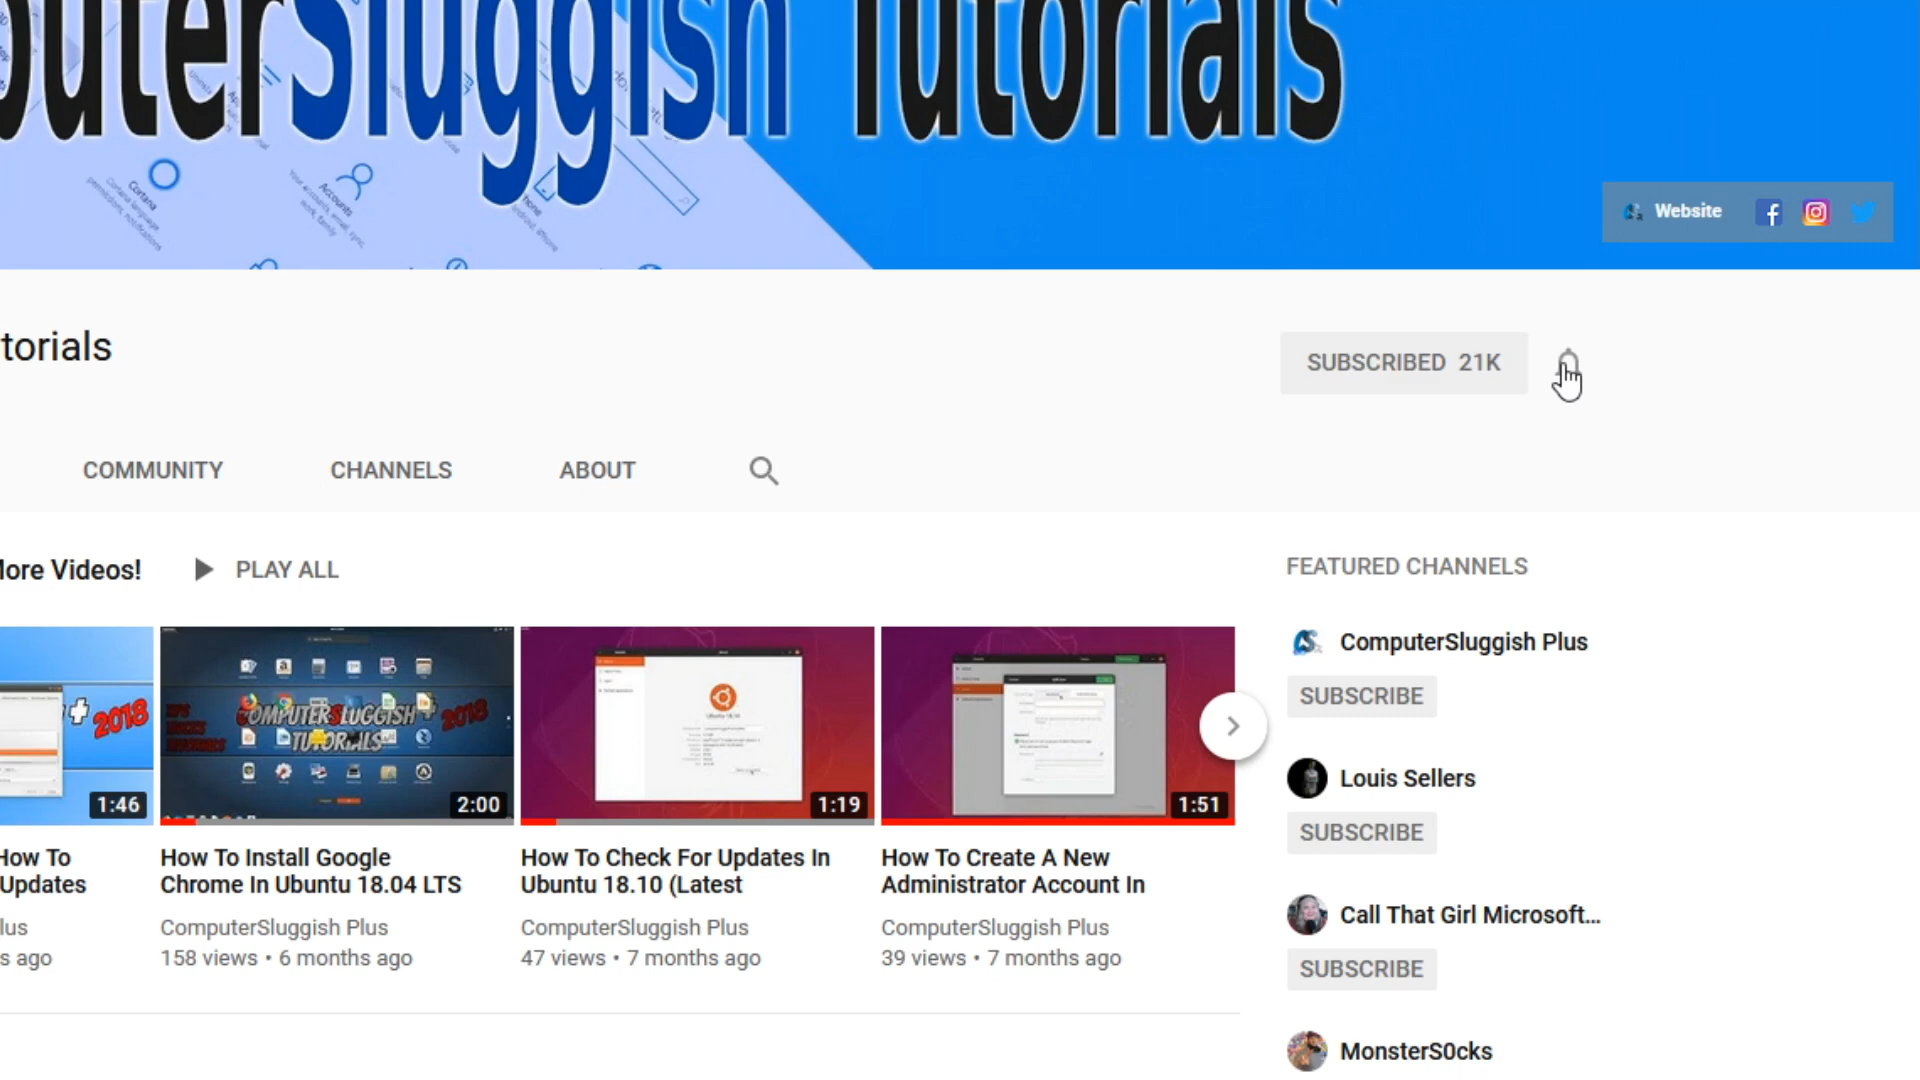 outerSluggish Tutorials
Cortana
Accounts
Website
torials
SUBSCRIBED 21K
COMMUNITY CHANNELS ABOUT
More Videos! PLAY ALL
FEATURED CHANNELS
ComputerSluggish Plus
SUBSCRIBE
Louis Sellers
SUBSCRIBE
Call That Girl Microsoft...
SUBSCRIBE
MonsterS0cks
+ 2018
COMPUTERSLUGGISH + 2018
TUTORIALS
1:46
2:00
1:19
1:51
How To
Updates
lus
s ago
How To Install Google
Chrome In Ubuntu 18.04 LTS
ComputerSluggish Plus
158 views • 6 months ago
How To Check For Updates In
Ubuntu 18.10 (Latest
ComputerSluggish Plus
47 views • 7 months ago
How To Create A New
Administrator Account In
ComputerSluggish Plus
39 views • 7 months ago